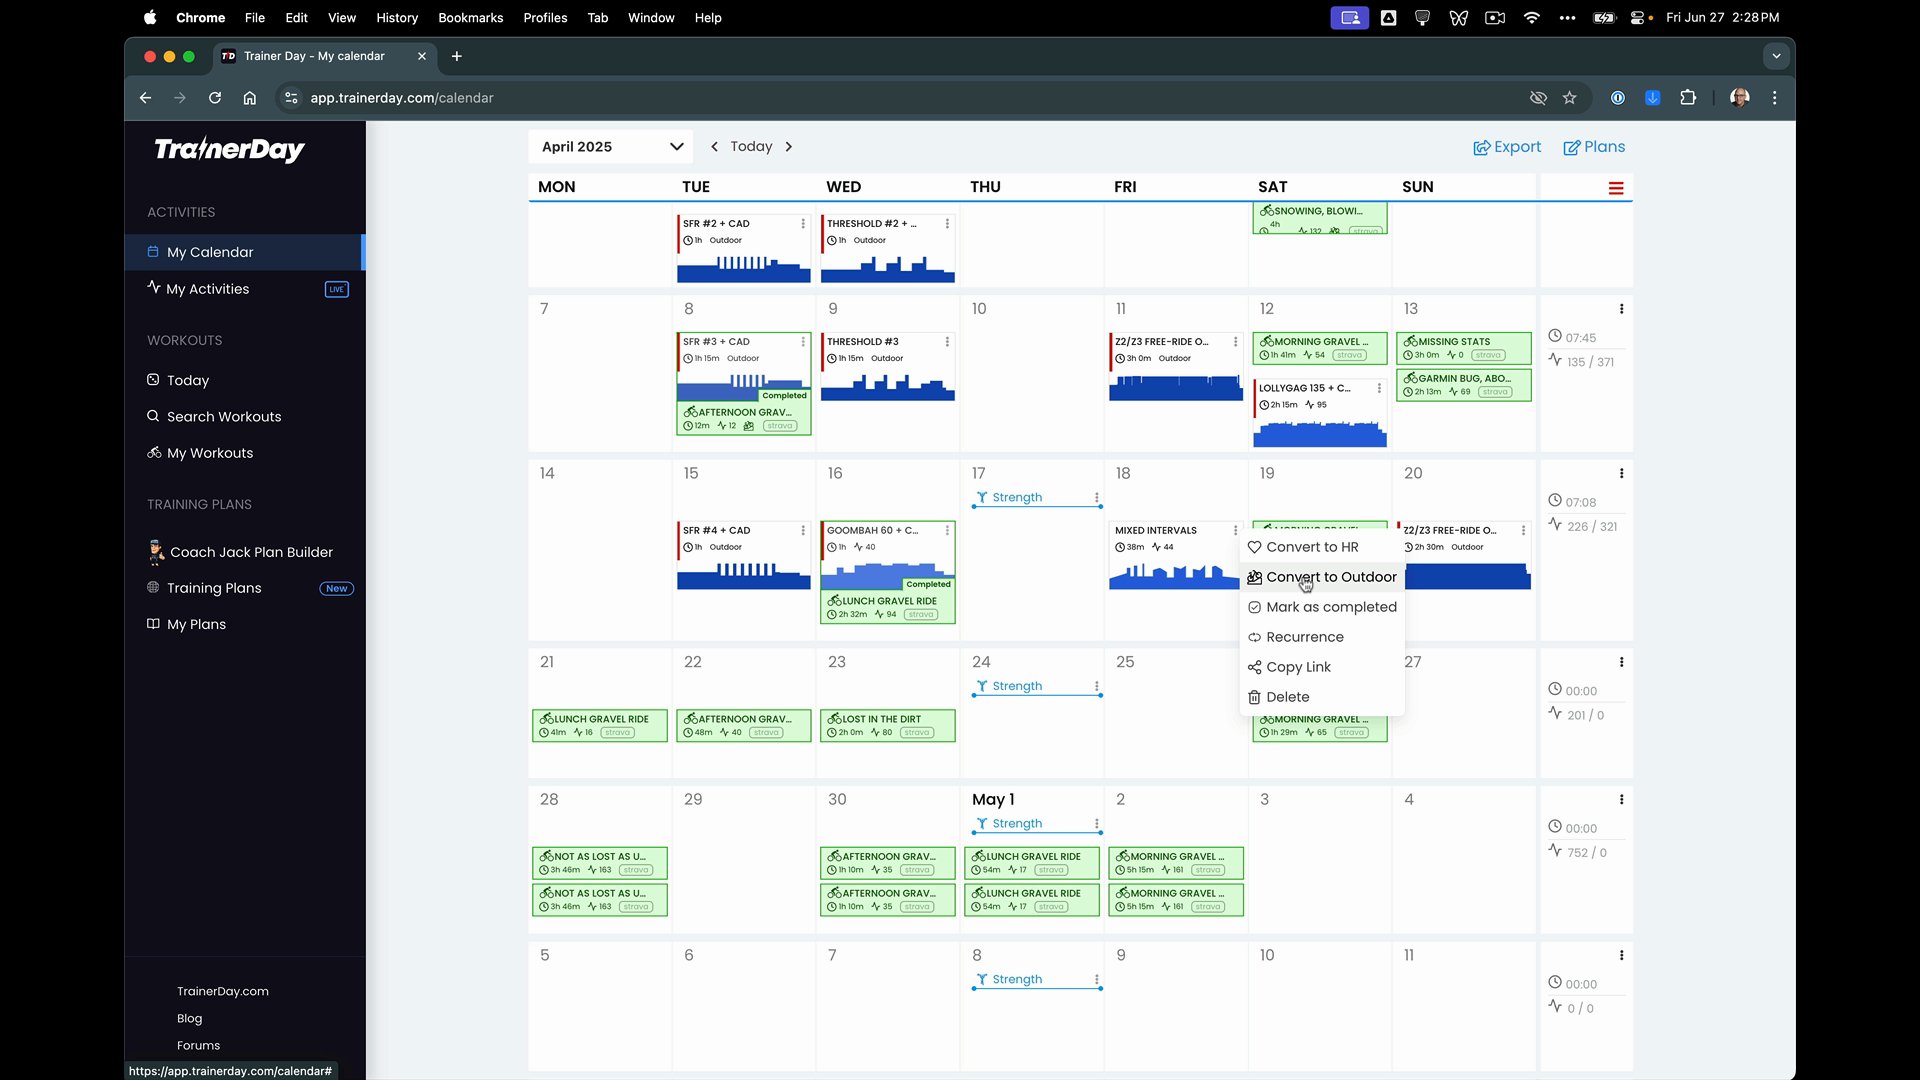 Chrome File Edit View History Bookmarks Profiles Tab Window Help Fri Jun 27 2:28 PM
TD Trainer Day - My calendar
app.trainerday.com/calendar
TrainerDay
ACTIVITIES
My Calendar
My Activities LIVE
WORKOUTS
Today
Search Workouts
My Workouts
TRAINING PLANS
Coach Jack Plan Builder
Training Plans New
My Plans
TrainerDay.com
Blog
Forums
https://app.trainerday.com/calendar#
April 2025 Today Export Plans
MON TUE WED THU FRI SAT SUN
SFR #2 + CAD
1h Outdoor
THRESHOLD #2 + ...
1h Outdoor
SNOWING, BLOWI...
4h
132 strava
7 8 9 10 11 12 13
SFR #3 + CAD
1h 15m Outdoor
Completed
AFTERNOON GRAV...
12m 12 strava
THRESHOLD #3
1h 15m Outdoor
Z2/Z3 FREE-RIDE O...
3h 0m Outdoor
MORNING GRAVEL ...
1h 41m 54 strava
LOLLYGAG 135 + C...
2h 15m 95
MISSING STATS
3h 0m 0 strava
GARMIN BUG, ABO...
2h 13m 69 strava
07:45
135 / 371
14 15 16 17 18 19 20
SFR #4 + CAD
1h Outdoor
GOOMBAH 60 + C...
1h 40
Completed
LUNCH GRAVEL RIDE
2h 32m 94 strava
Strength
MIXED INTERVALS
38m 44
MORNING GRAVEL
Z2/Z3 FREE-RIDE O...
2h 30m Outdoor
07:08
226 / 321
Convert to HR
Convert to Outdoor
Mark as completed
Recurrence
Copy Link
Delete
21 22 23 24 25 27
LUNCH GRAVEL RIDE
41m 16 strava
AFTERNOON GRAV...
48m 40 strava
LOST IN THE DIRT
2h 0m 80 strava
Strength
MORNING GRAVEL ...
1h 29m 65 strava
00:00
201 / 0
28 29 30 May 1 2 3 4
NOT AS LOST AS U...
3h 46m 163 strava
NOT AS LOST AS U...
3h 46m 163 strava
AFTERNOON GRAV...
1h 10m 35 strava
AFTERNOON GRAV...
1h 10m 35 strava
Strength
LUNCH GRAVEL RIDE
54m 17 strava
LUNCH GRAVEL RIDE
54m 17 strava
MORNING GRAVEL ...
5h 15m 161 strava
MORNING GRAVEL ...
5h 15m 161 strava
00:00
752 / 0
5 6 7 8 9 10 11
Strength
00:00
0 / 0